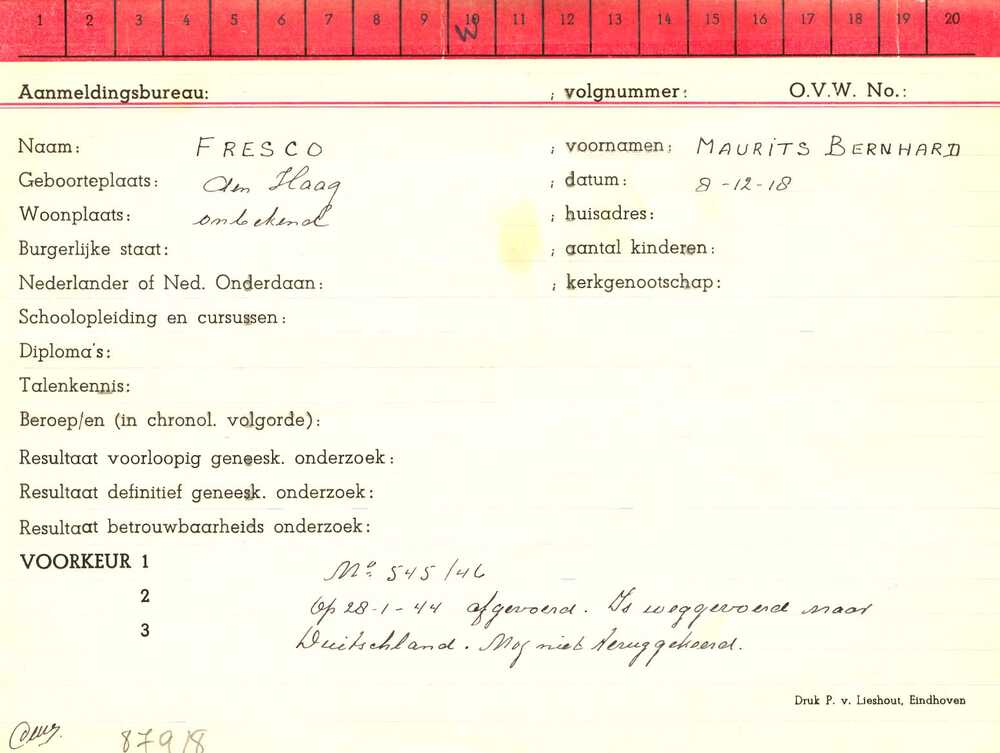 1 2 3 4 5 6 7 8 9 10 11 12 13 14 15 16 17 18 19 20
W
Aanmeldingsbureau: ; volgnummer: O.V.W. No.:
Naam: FRESCO ; voornamen: MAURITS BERNHARD
Geboorteplaats: den Haag ; datum: 8-12-18
Woonplaats: onbekend ; huisadres:
Burgerlijke staat: ; aantal kinderen:
Nederlander of Ned. Onderdaan: ; kerkgenootschap:
Schoolopleiding en cursussen:
Diploma's:
Talenkennis:
Beroep/en (in chronol. volgorde):
Resultaat voorloopig geneesk. onderzoek:
Resultaat definitief geneesk. onderzoek:
Resultaat betrouwbaarheids onderzoek:
VOORKEUR 1 No. 545/46
2 Op 28-1-44 afgevoerd. Is weggevoerd naar
3 Duitschland. Nog niet teruggekeerd.
Druk P. v. Lieshout, Eindhoven
879/8